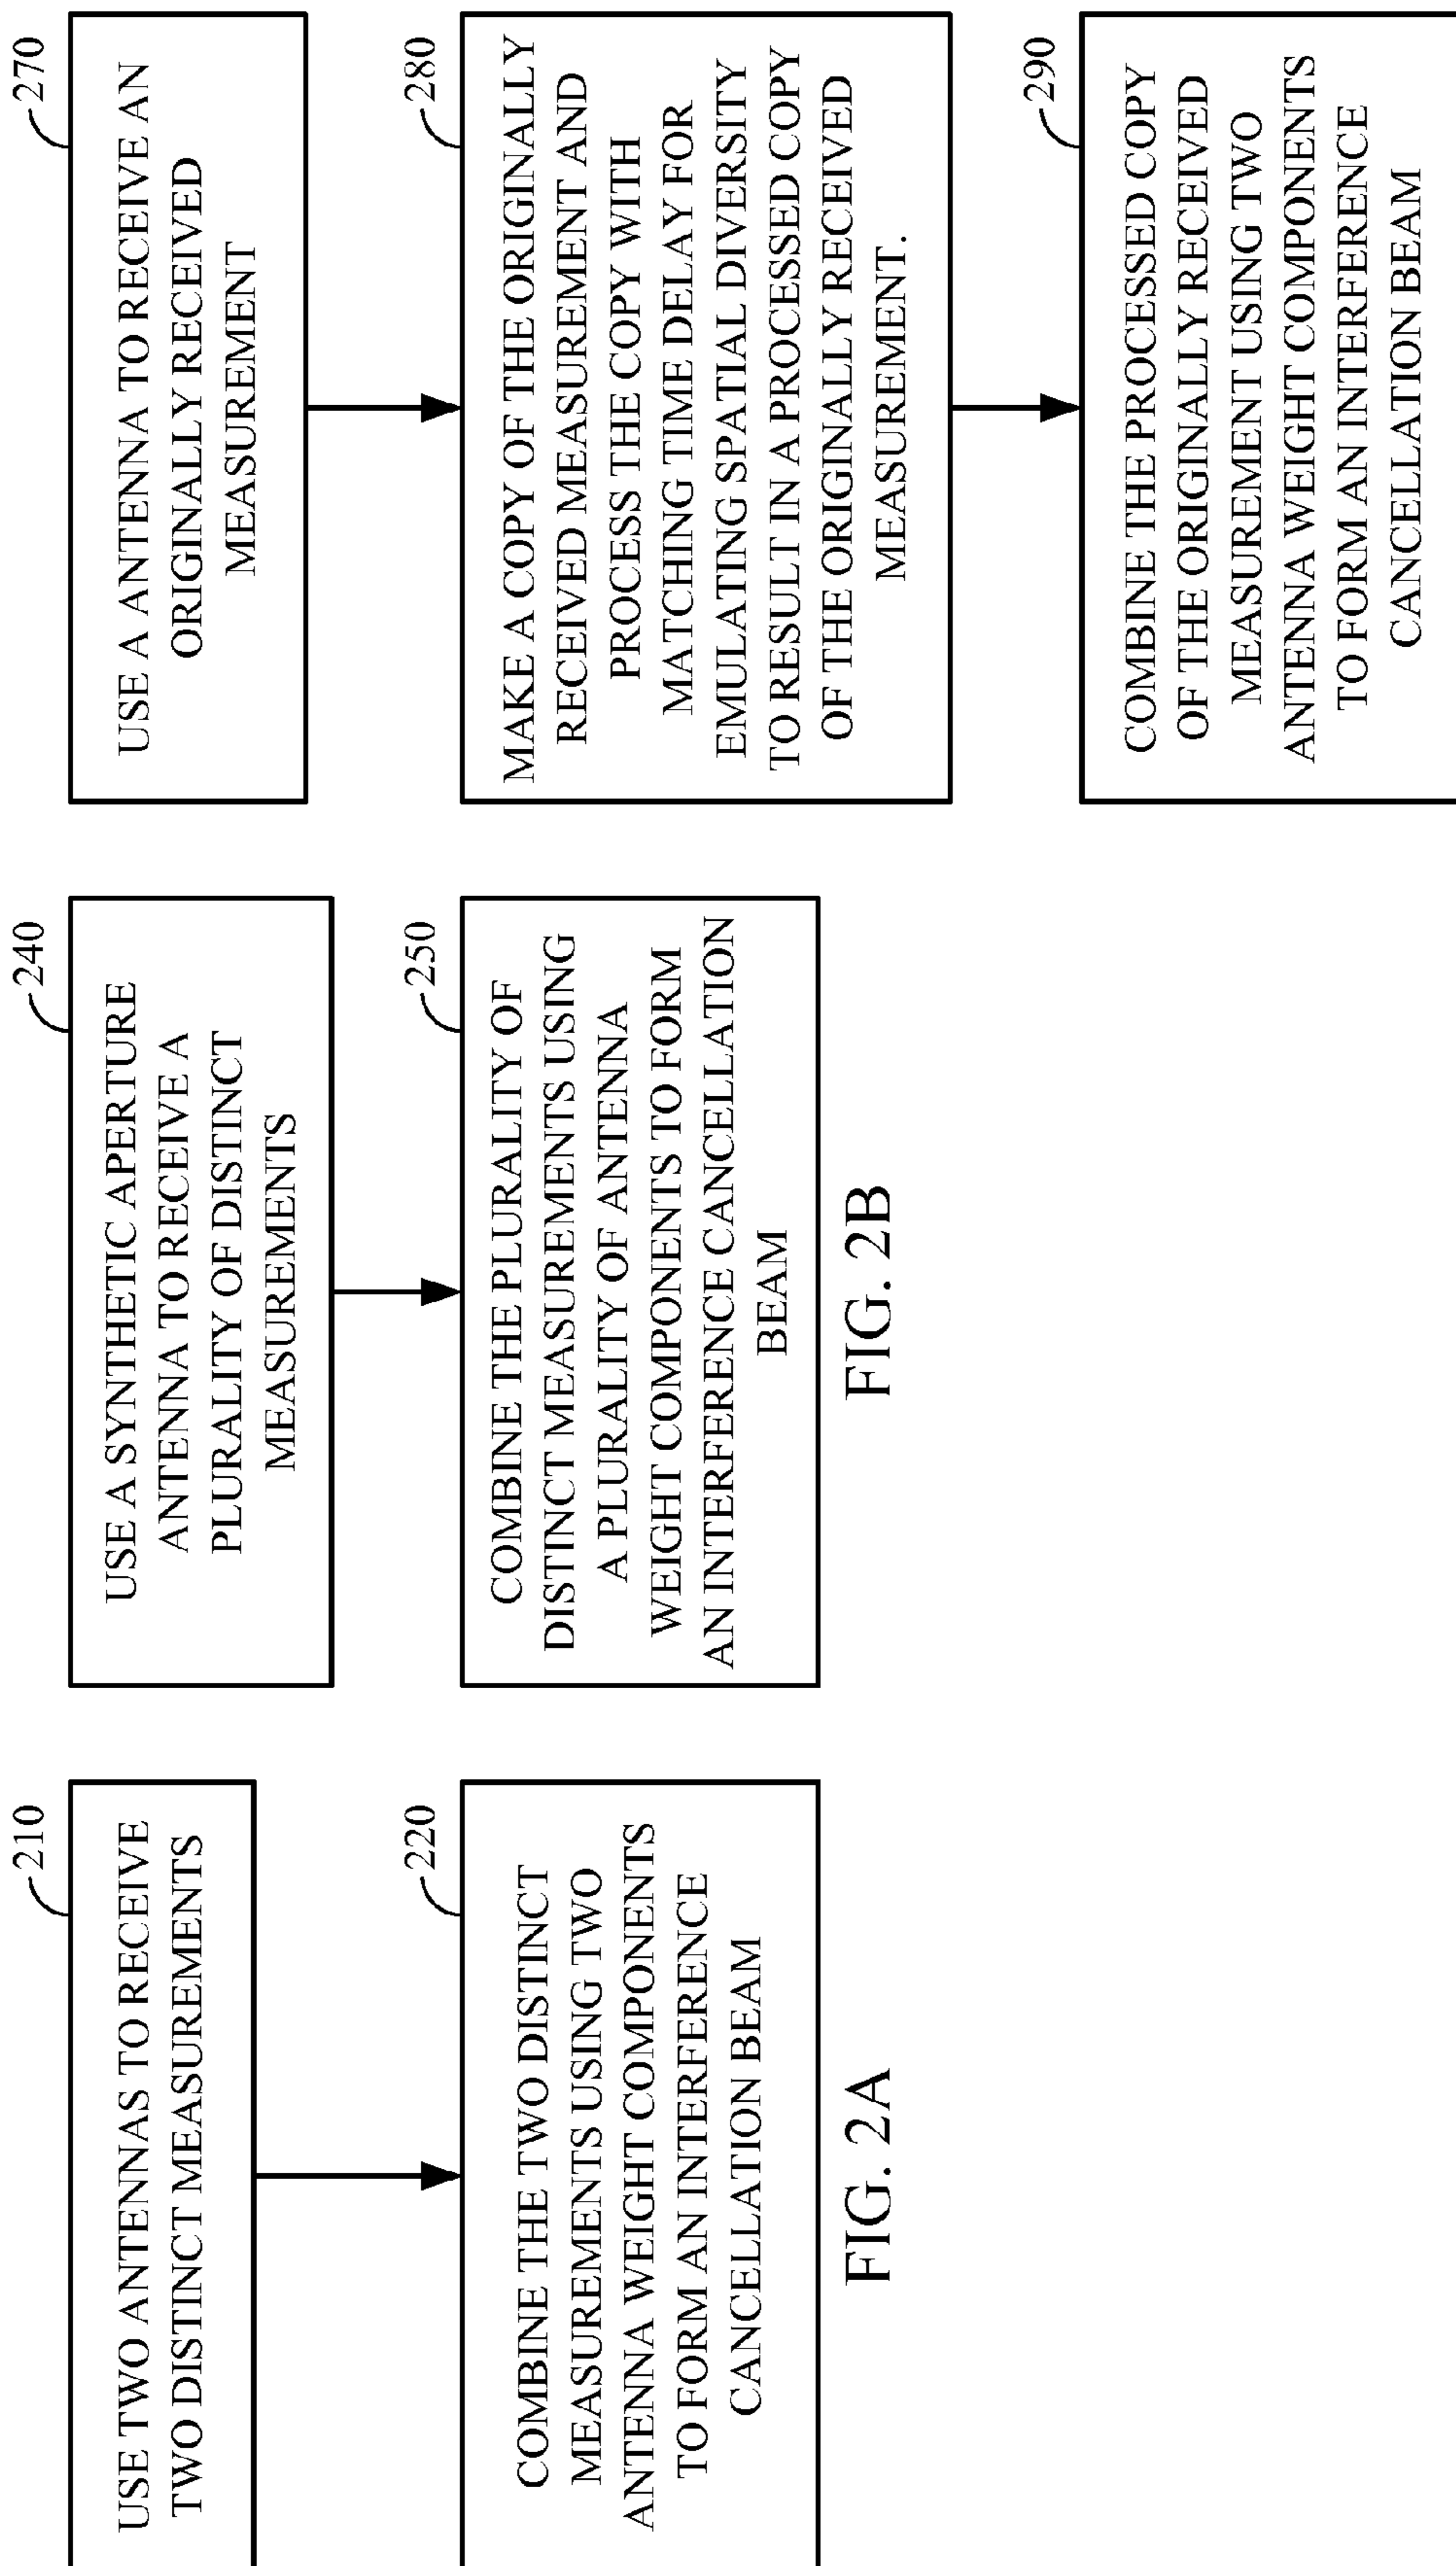 210
USE TWO ANTENNAS TO RECEIVE
TWO DISTINCT MEASUREMENTS
220
COMBINE THE TWO DISTINCT
MEASUREMENTS USING TWO
ANTENNA WEIGHT COMPONENTS
TO FORM AN INTERFERENCE
CANCELLATION BEAM
FIG. 2A
240
USE A SYNTHETIC APERTURE
ANTENNA TO RECEIVE A
PLURALITY OF DISTINCT
MEASUREMENTS
250
COMBINE THE PLURALITY OF
DISTINCT MEASUREMENTS USING
A PLURALITY OF ANTENNA
WEIGHT COMPONENTS TO FORM
AN INTERFERENCE CANCELLATION
BEAM
FIG. 2B
270
USE A ANTENNA TO RECEIVE AN
ORIGINALLY RECEIVED
MEASUREMENT
280
MAKE A COPY OF THE ORIGINALLY
RECEIVED MEASUREMENT AND
PROCESS THE COPY WITH
MATCHING TIME DELAY FOR
EMULATING SPATIAL DIVERSITY
TO RESULT IN A PROCESSED COPY
OF THE ORIGINALLY RECEIVED
MEASUREMENT.
290
COMBINE THE PROCESSED COPY
OF THE ORIGINALLY RECEIVED
MEASUREMENT USING TWO
ANTENNA WEIGHT COMPONENTS
TO FORM AN INTERFERENCE
CANCELLATION BEAM